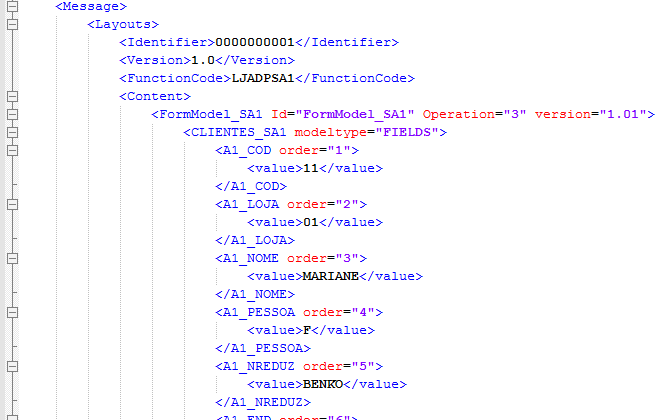 <Message>
<Layouts>
<Identifier>0000000001</Identifier>
<Version>1.0</Version>
<FunctionCode>LJADPSA1</FunctionCode>
<Content>
<FormModel_SA1 Id="FormModel_SA1" Operation="3" version="1.01">
<CLIENTES_SA1 modeltype="FIELDS">
<A1_COD order="1">
<value>11</value>
</A1_COD>
<A1_LOJA order="2">
<value>01</value>
</A1_LOJA>
<A1_NOME order="3">
<value>MARIANE</value>
</A1_NOME>
<A1_PESSOA order="4">
<value>F</value>
</A1_PESSOA>
<A1_NREDUZ order="5">
<value>BENKO</value>
</A1_NREDUZ>
<A1_END order="6">